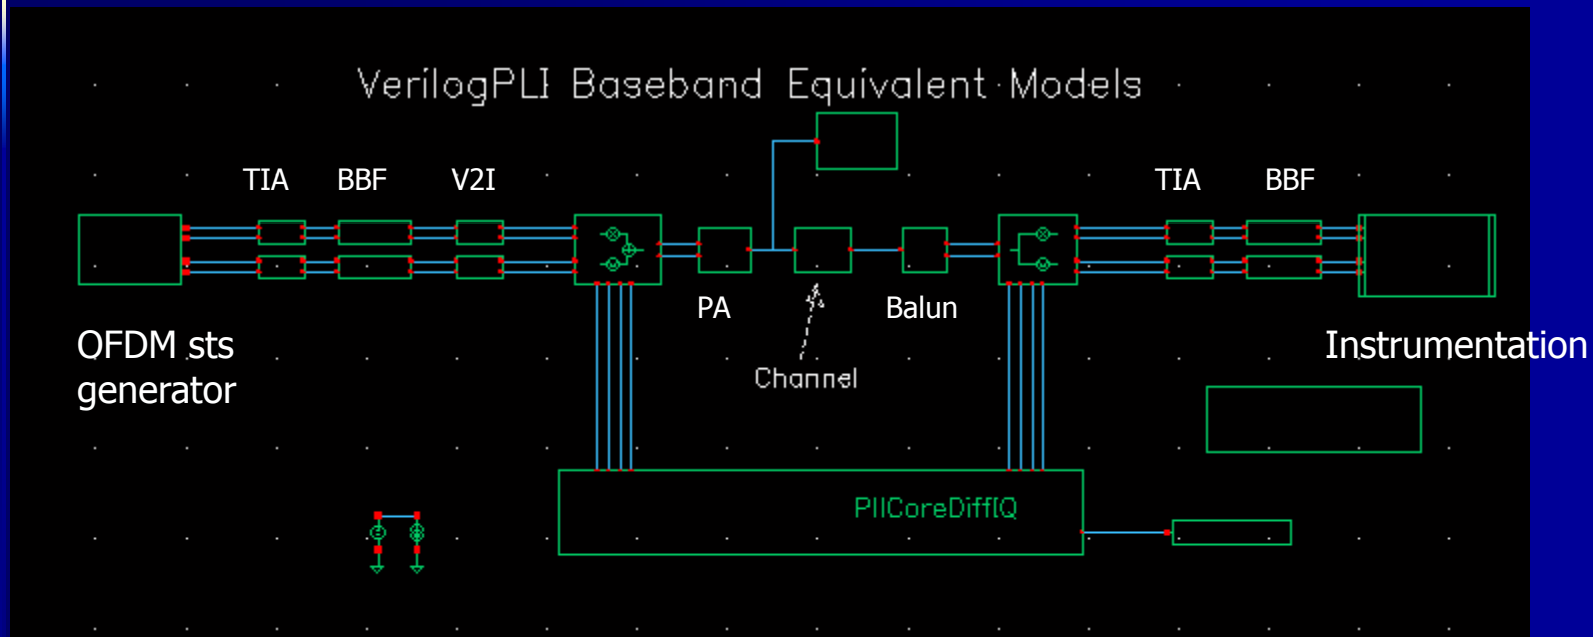 VerilogPLI Baseband Equivalent Models
TIA BBF V2I TIA BBF
PA Balun
OFDM sts
generator
Channel
Instrumentation
PllCoreDiffIQ